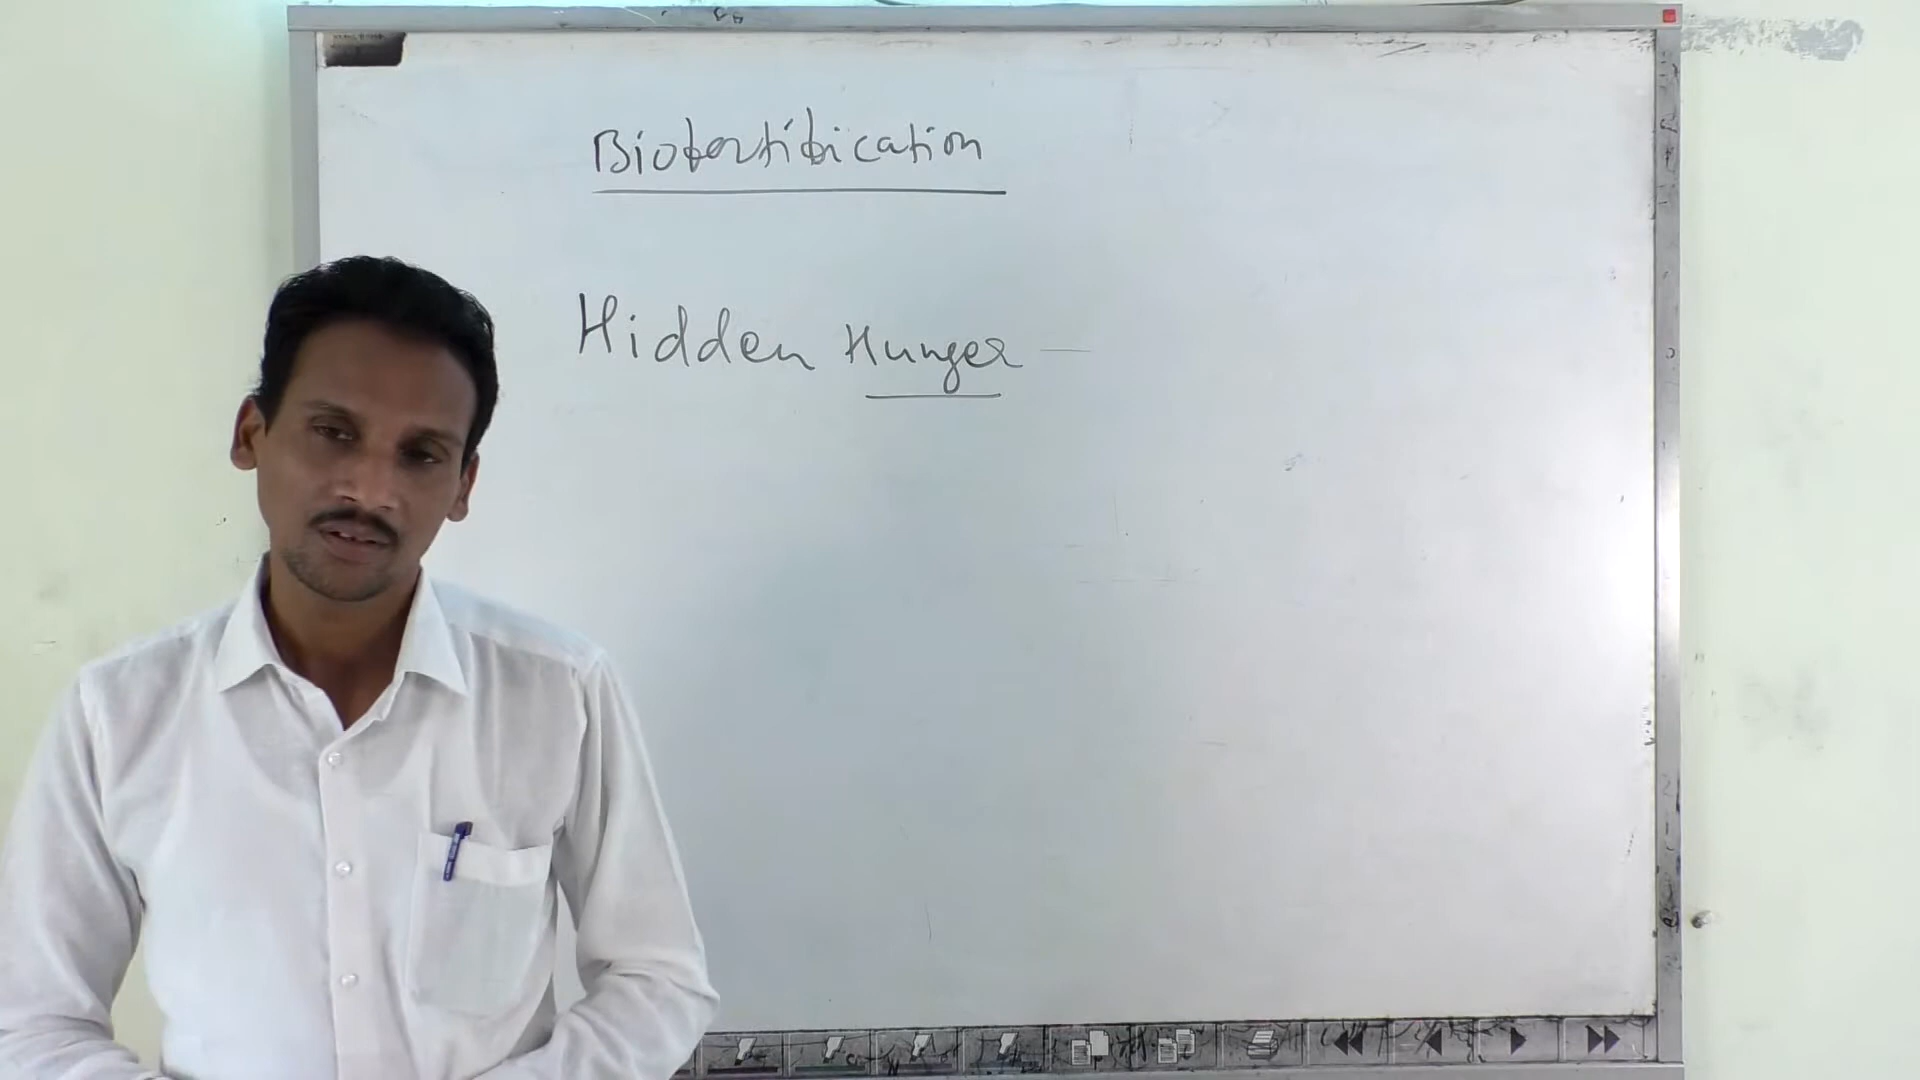 Biofortification
Hidden Hunger —